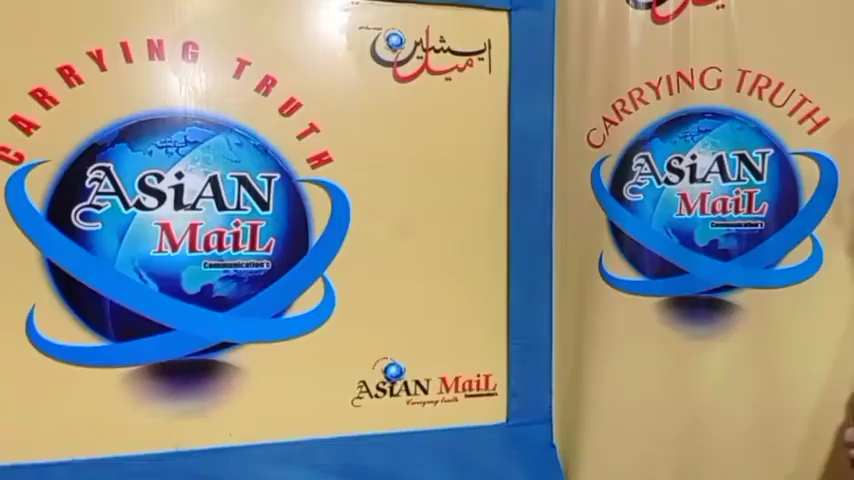 CARRYING TRUTH
ASiAN
MaiL
Communication's
ایشین
میل
ASiAN MaiL
Carrying truth
CARRYING TRUTH
ASiAN
MaiL
Communication's